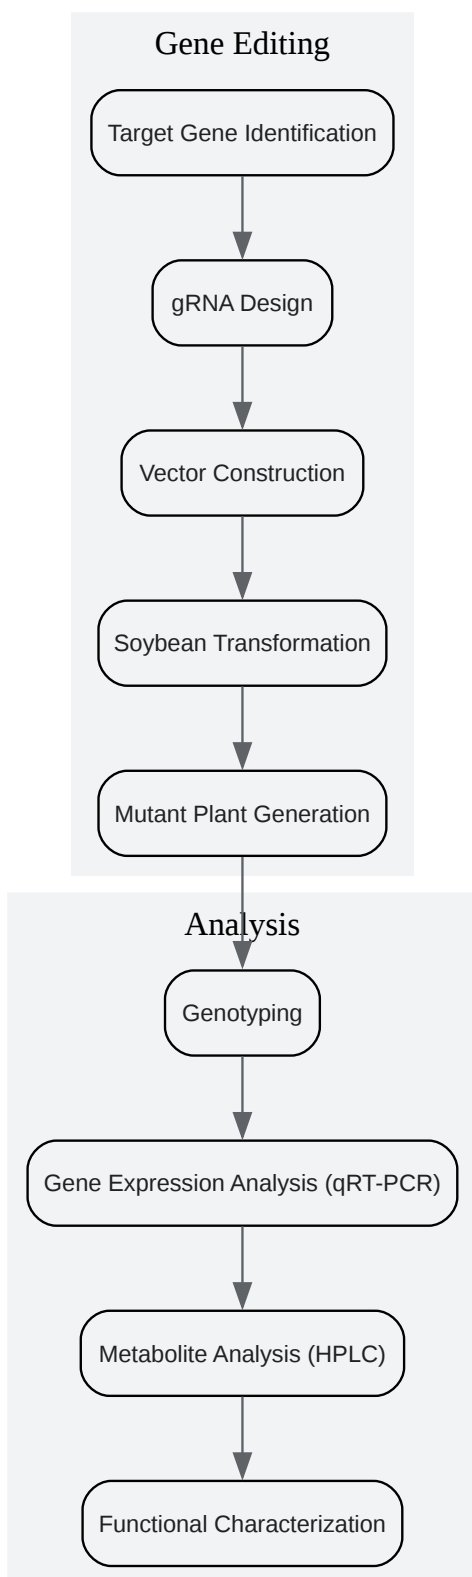 Gene Editing
Target Gene Identification
gRNA Design
Vector Construction
Soybean Transformation
Mutant Plant Generation
Analysis
Genotyping
Gene Expression Analysis (qRT-PCR)
Metabolite Analysis (HPLC)
Functional Characterization